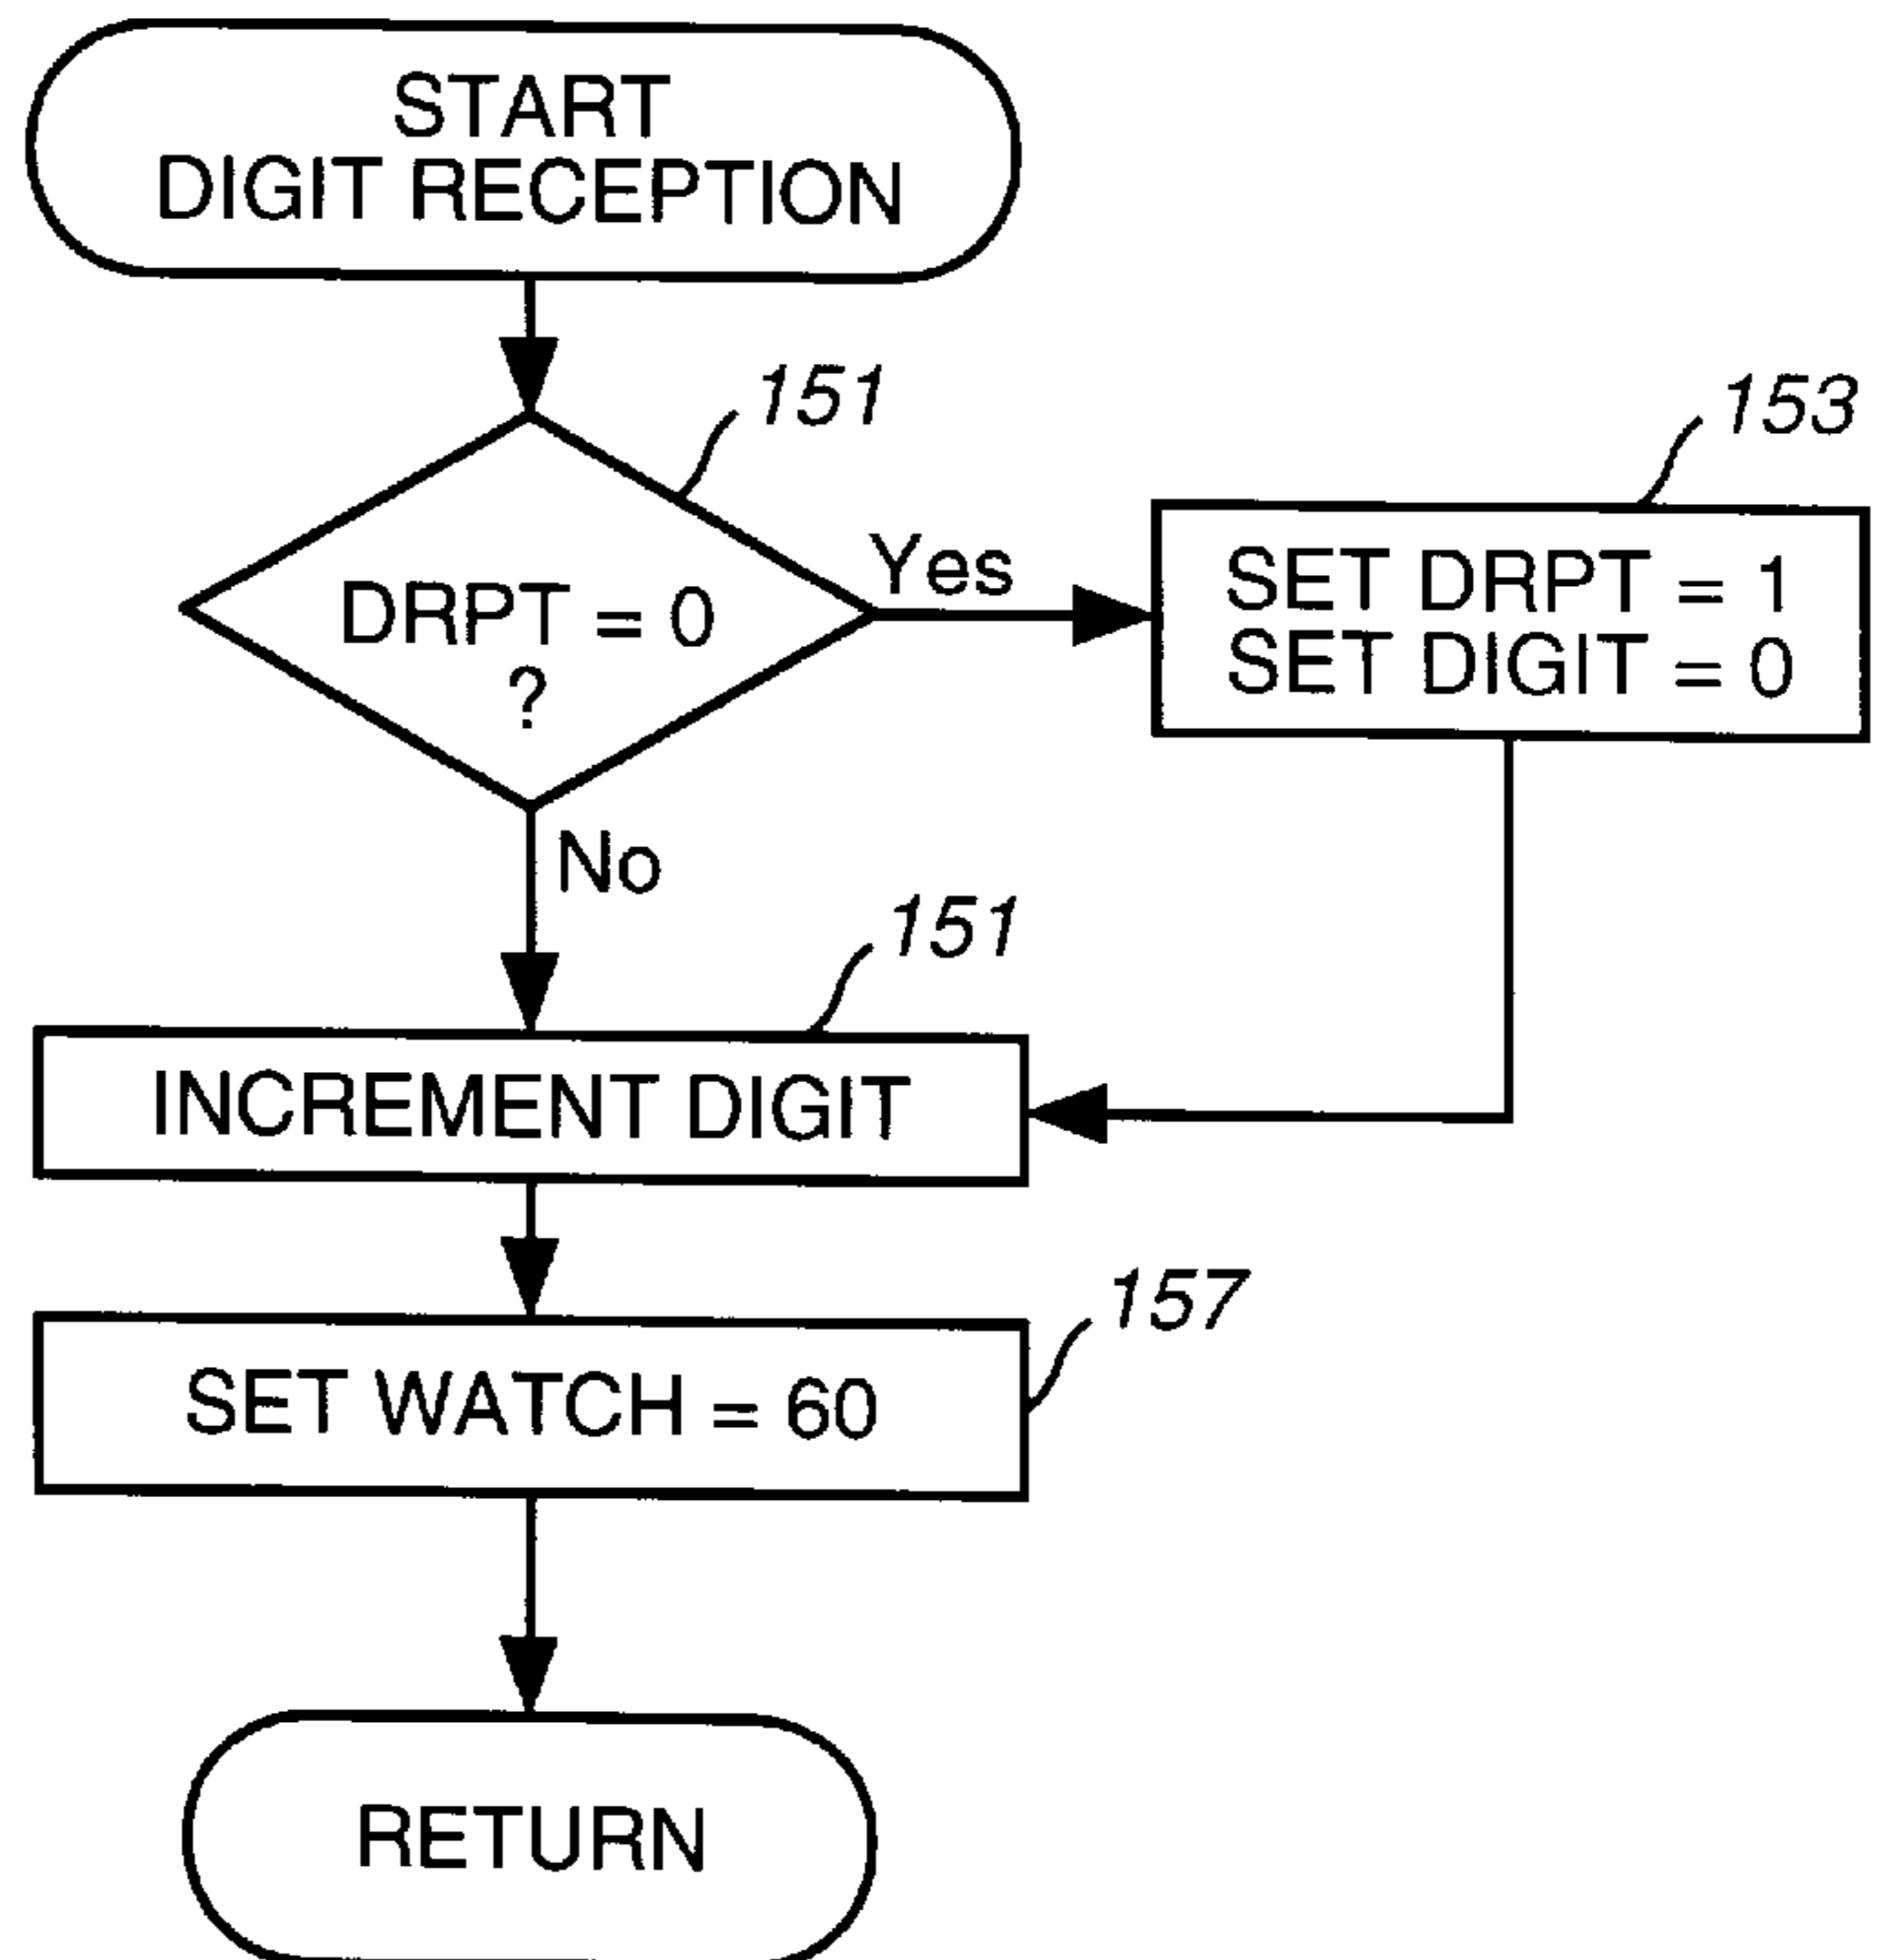 START
DIGIT RECEPTION
151
153
Yes
DRPT = 0
?
SET DRPT = 1
SET DIGIT = 0
No
151
INCREMENT DIGIT
157
SET WATCH = 60
RETURN